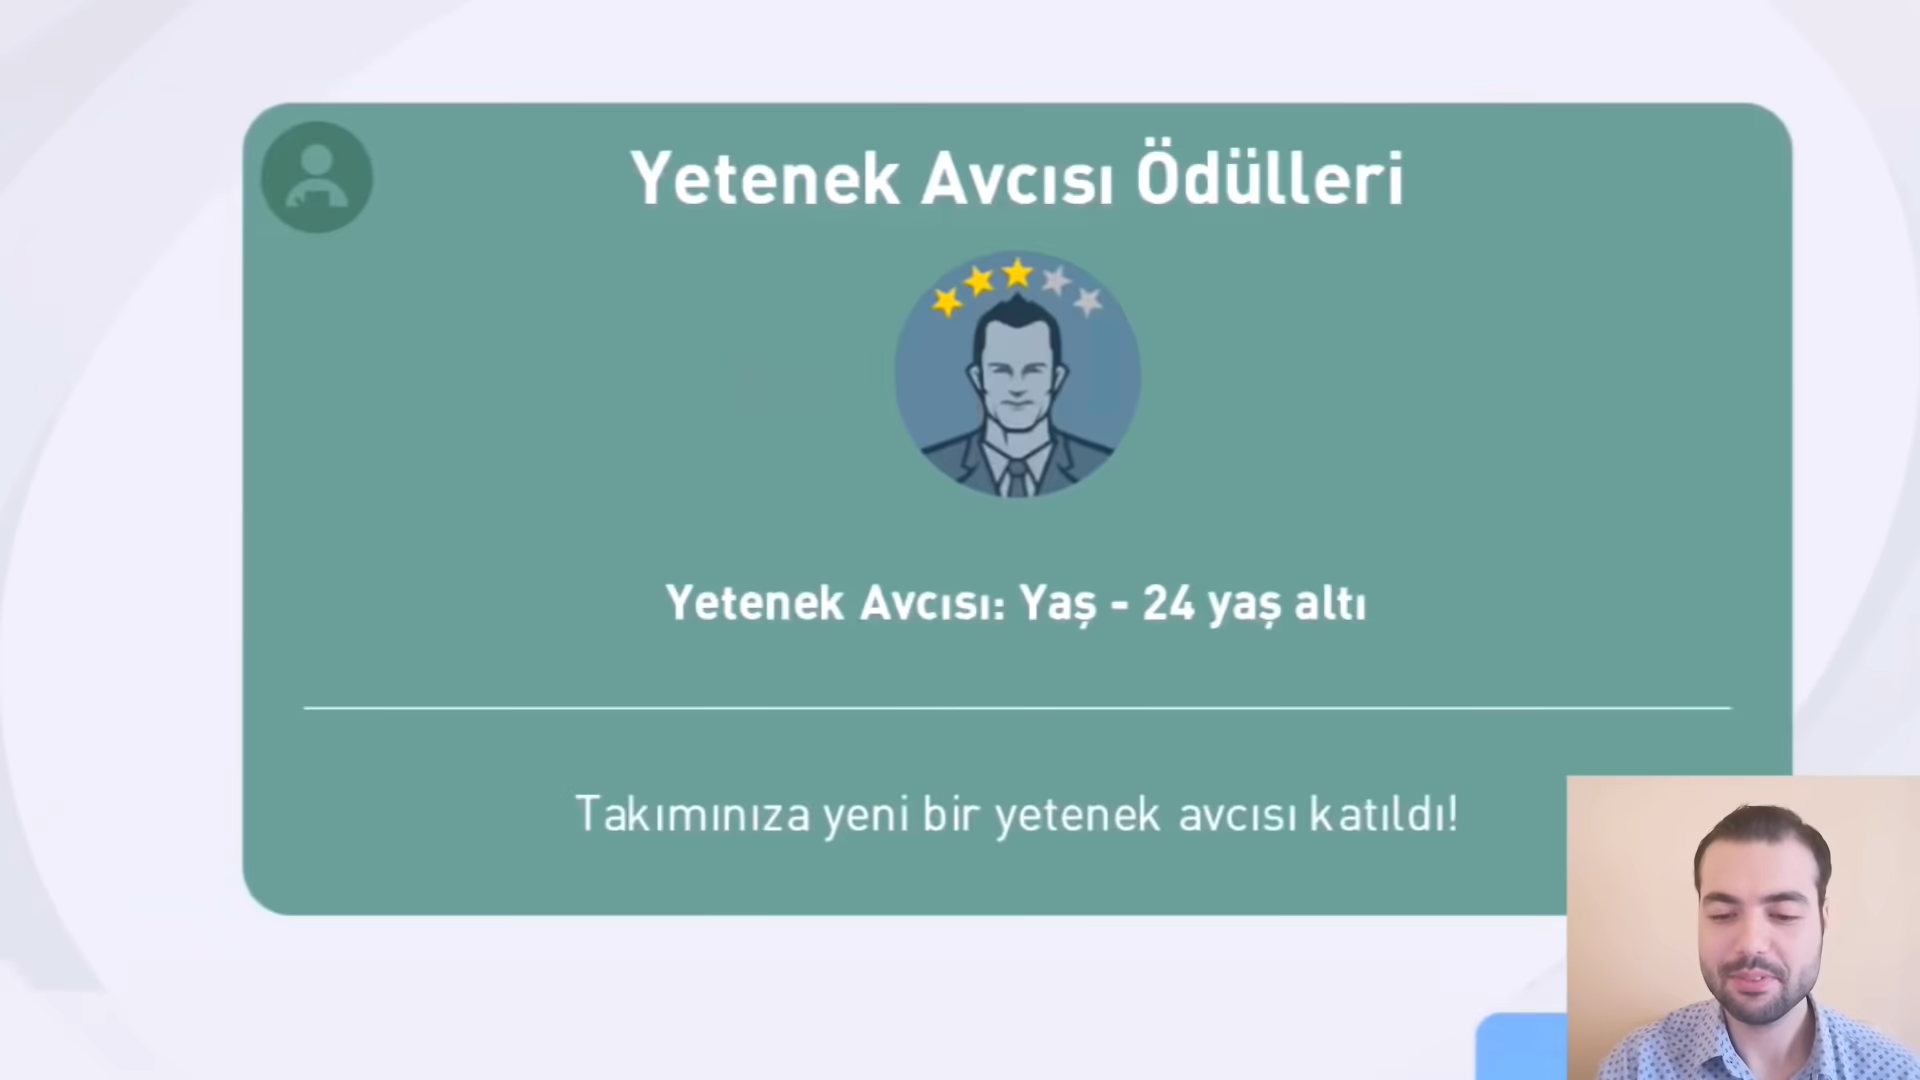 Yetenek Avcısı Ödülleri
Yetenek Avcısı: Yaş - 24 yaş altı
Takımınıza yeni bir yetenek avcısı katıldı!